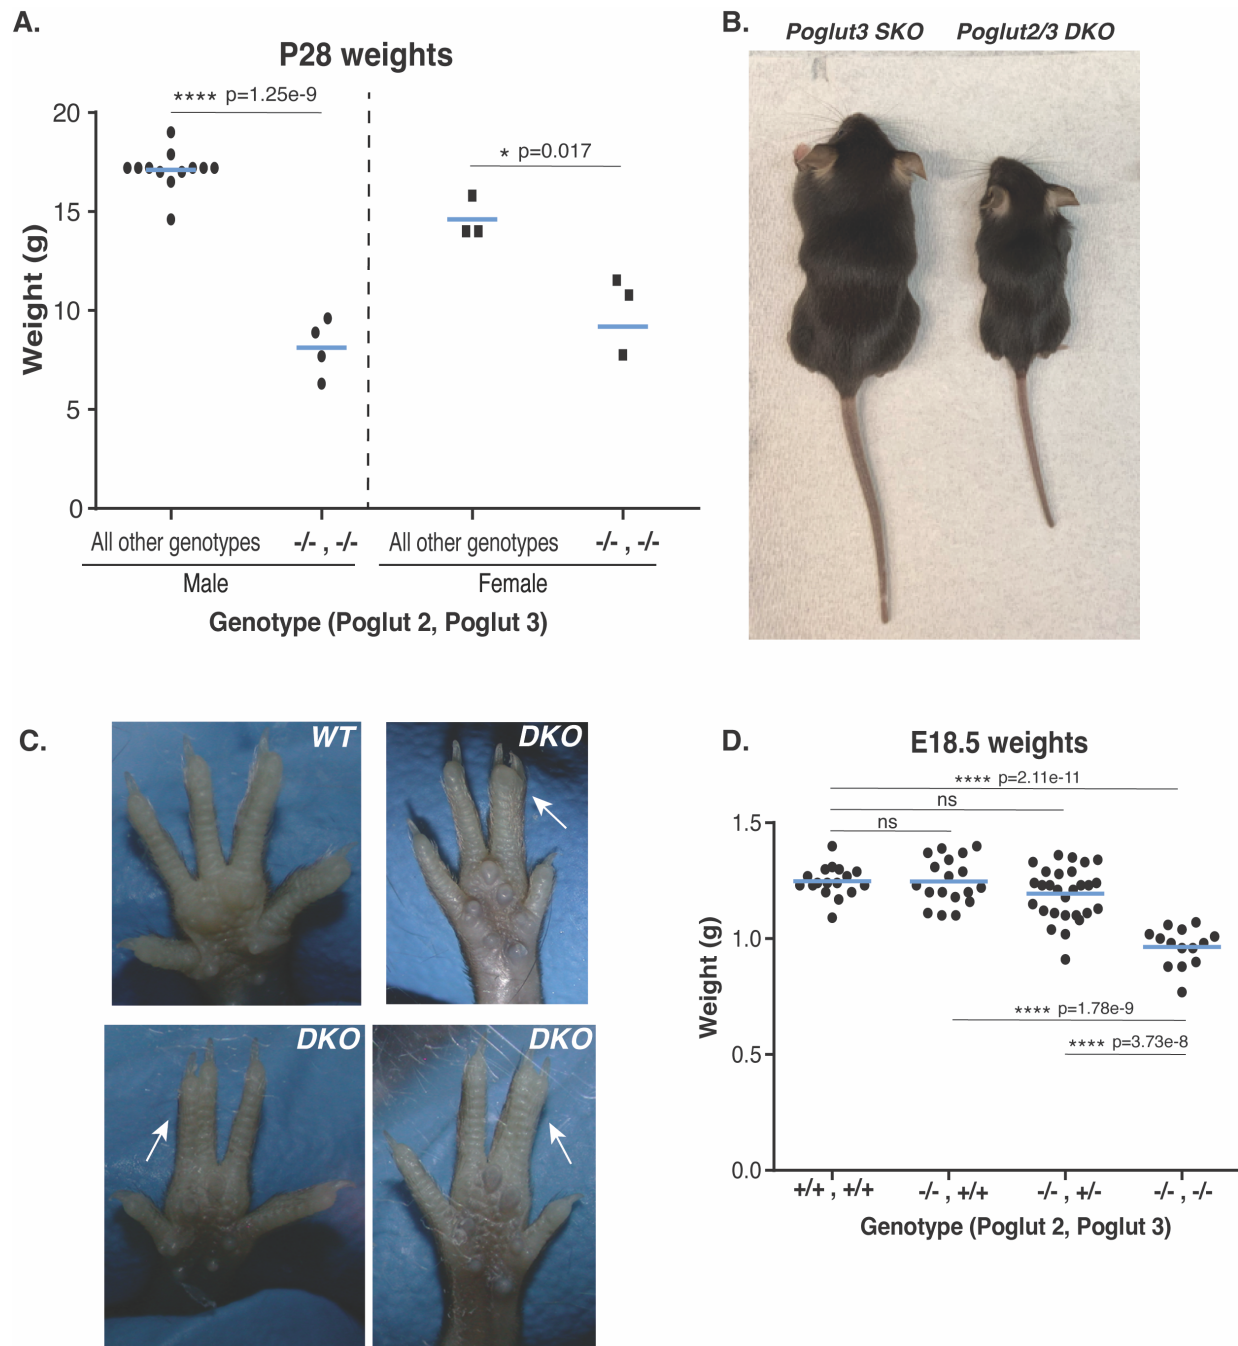 A.
P28 weights
**** p=1.25e-9
* p=0.017
20
15
10
5
0
Weight (g)
All other genotypes
-/- , -/-
All other genotypes
-/- , -/-
Male
Female
Genotype (Poglut 2, Poglut 3)
B.
Poglut3 SKO
Poglut2/3 DKO
C.
WT
DKO
DKO
DKO
D.
E18.5 weights
**** p=2.11e-11
ns
ns
1.5
1.0
0.5
0.0
Weight (g)
**** p=1.78e-9
**** p=3.73e-8
+/+ , +/+
-/- , +/+
-/- , +/-
-/- , -/-
Genotype (Poglut 2, Poglut 3)